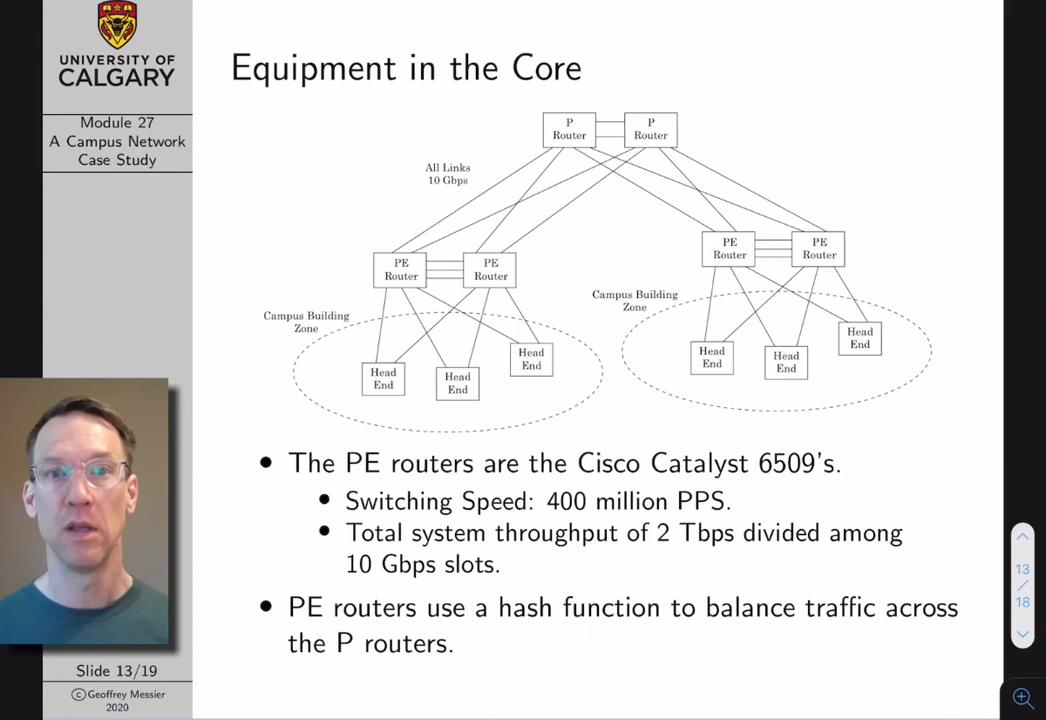 UNIVERSITY OF
CALGARY
Module 27
A Campus Network
Case Study
Equipment in the Core
P
Router
P
Router
All Links
10 Gbps
PE
Router
PE
Router
PE
Router
PE
Router
Campus Building
Zone
Campus Building
Zone
Head
End
Head
End
Head
End
Head
End
Head
End
Head
End
• The PE routers are the Cisco Catalyst 6509's.
• Switching Speed: 400 million PPS.
• Total system throughput of 2 Tbps divided among
10 Gbps slots.
• PE routers use a hash function to balance traffic across
the P routers.
Slide 13/19
©Geoffrey Messier
2020
13
/
18